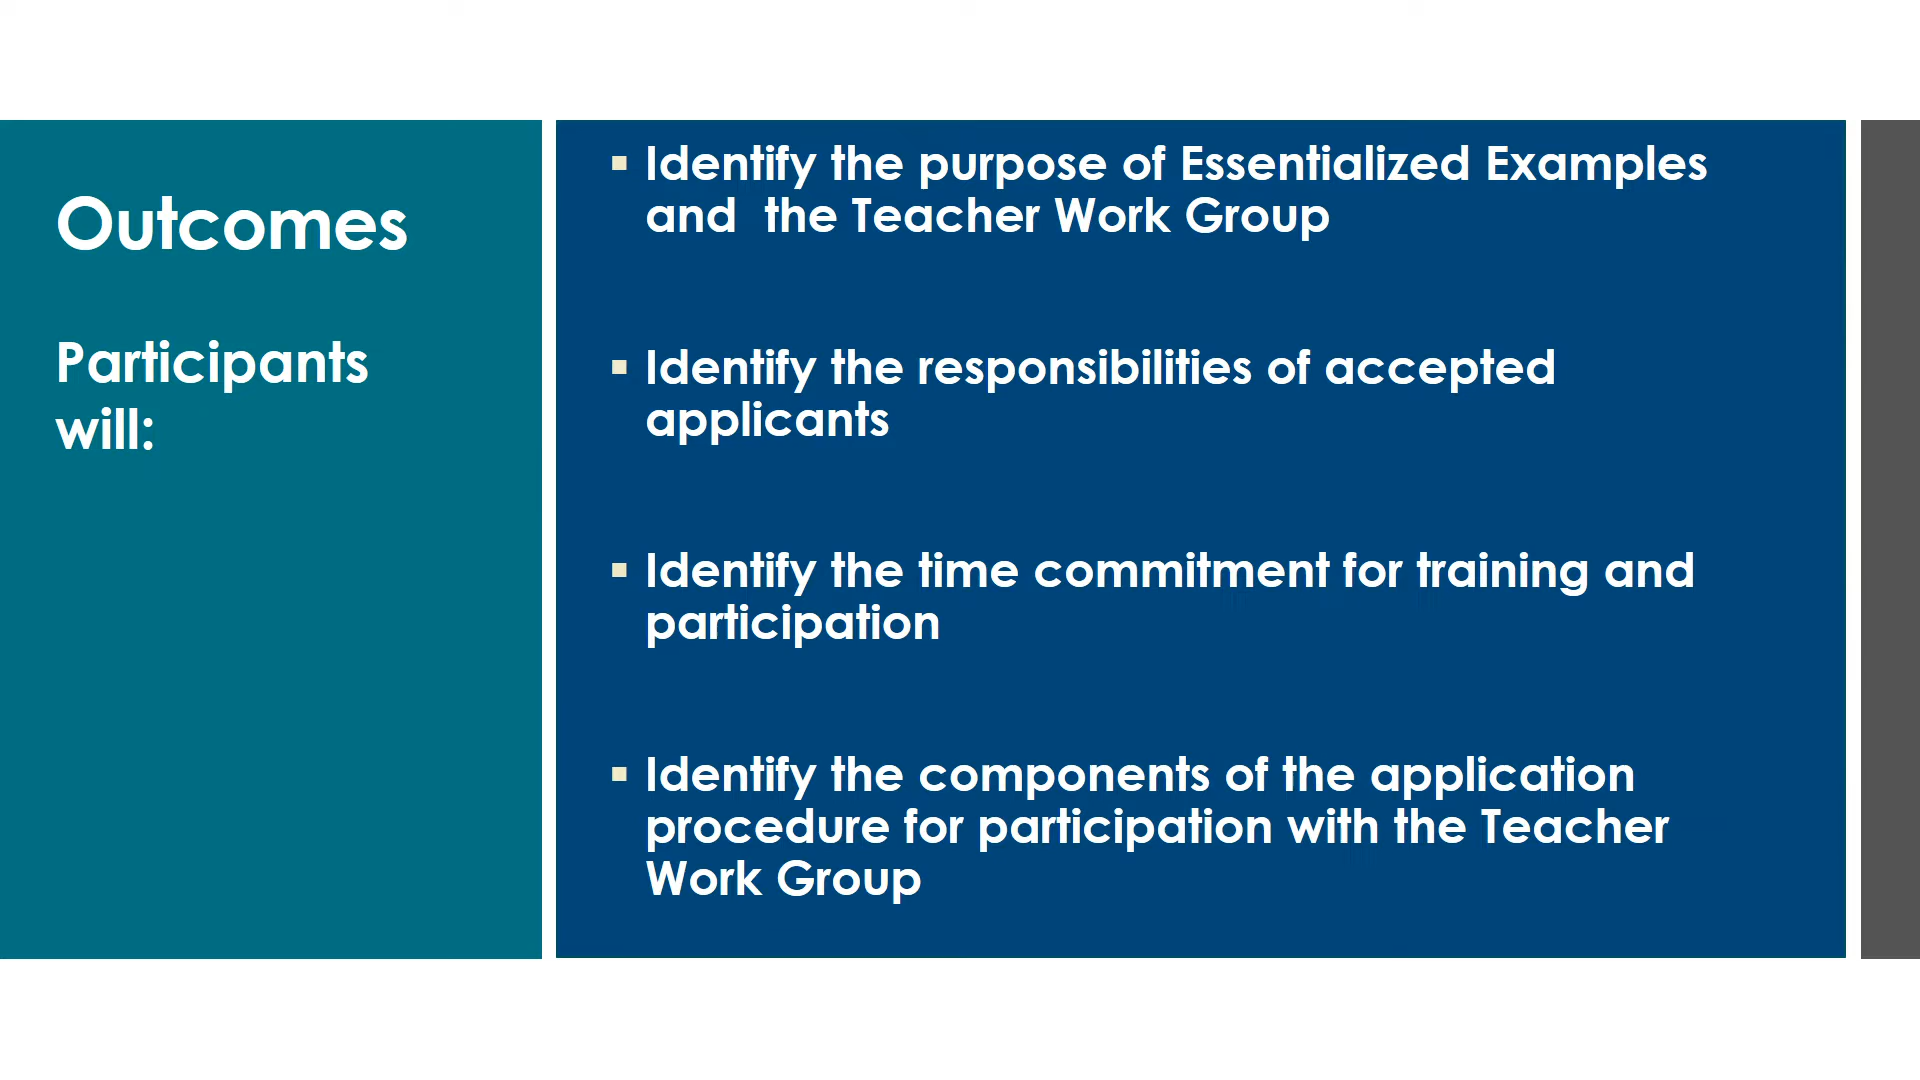 Outcomes
Participants
will:
▪ Identify the purpose of Essentialized Examples
and  the Teacher Work Group
▪ Identify the responsibilities of accepted
applicants
▪ Identify the time commitment for training and
participation
▪ Identify the components of the application
procedure for participation with the Teacher
Work Group